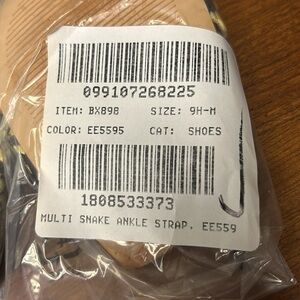 099107268225
ITEM: BX898 SIZE: 9H-M
COLOR: EE5595 CAT: SHOES
1808533373
MULTI SNAKE ANKLE STRAP, EE559